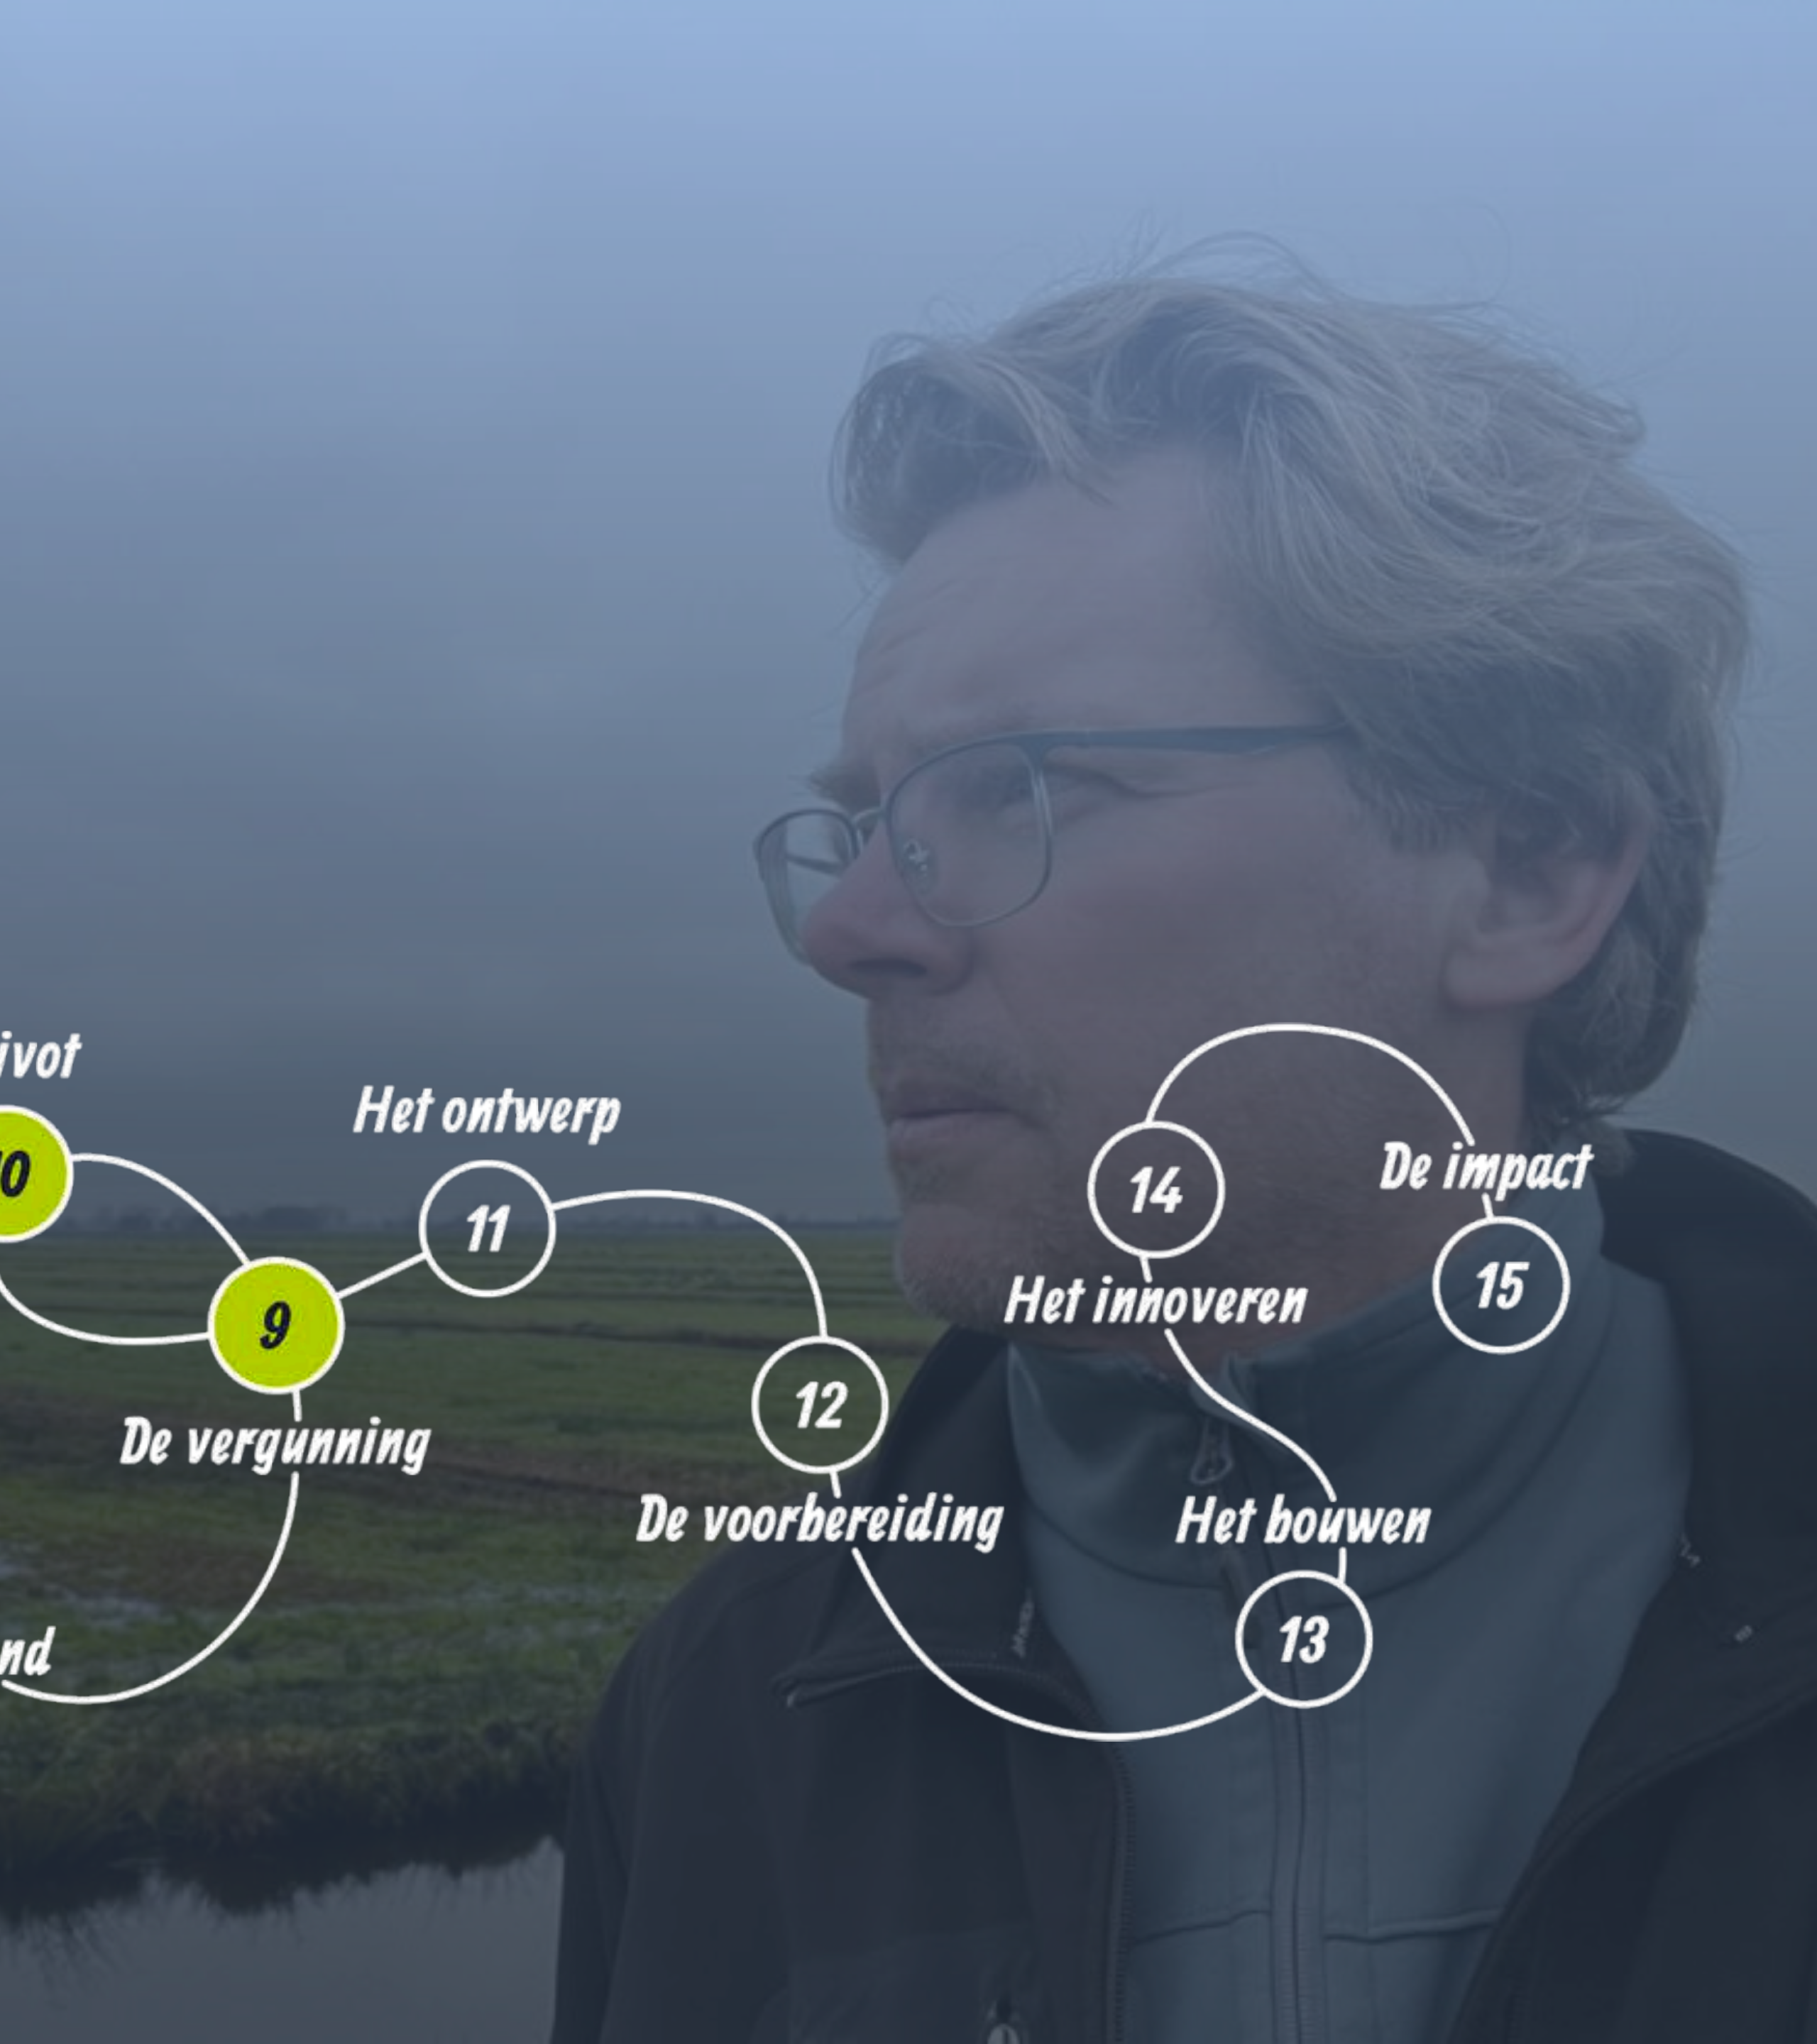 ivot
10
Het ontwerp
11
9
De vergunning
nd
12
De voorbereiding
14
Het innoveren
De impact
15
Het bouwen
13